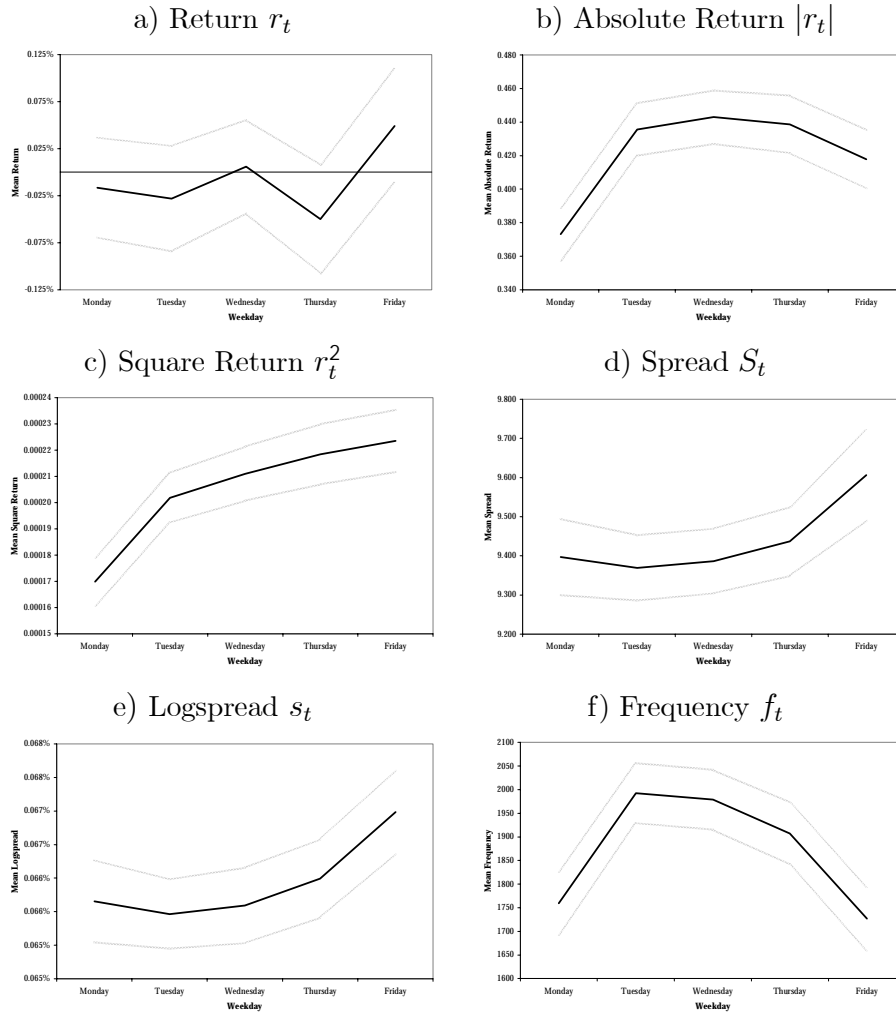 a) Return r_t
b) Absolute Return |r_t|
0.125%
0.075%
0.025%
-0.025%
-0.075%
-0.125%
Mean Return
Monday Tuesday Wednesday Thursday Friday
Weekday
0.480
0.460
0.440
0.420
0.400
0.380
0.360
0.340
Mean Absolute Return
Monday Tuesday Wednesday Thursday Friday
Weekday
c) Square Return r_t^2
d) Spread S_t
0.00024
0.00023
0.00022
0.00021
0.00020
0.00019
0.00018
0.00017
0.00016
0.00015
Mean Square Return
Monday Tuesday Wednesday Thursday Friday
Weekday
9.800
9.700
9.600
9.500
9.400
9.300
9.200
Mean Spread
Monday Tuesday Wednesday Thursday Friday
Weekday
e) Logspread s_t
f) Frequency f_t
0.068%
0.068%
0.067%
0.067%
0.066%
0.066%
0.065%
0.065%
Mean Logspread
Monday Tuesday Wednesday Thursday Friday
Weekday
2100
2050
2000
1950
1900
1850
1800
1750
1700
1650
1600
Mean Frequency
Monday Tuesday Wednesday Thursday Friday
Weekday